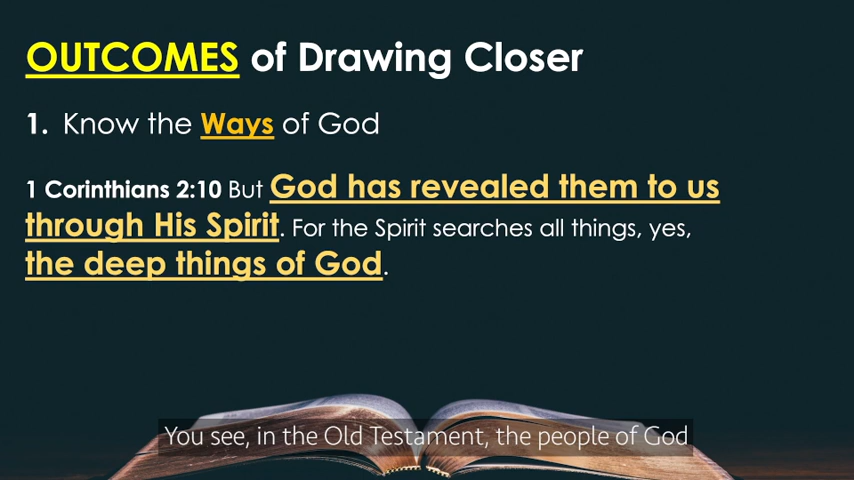 OUTCOMES of Drawing Closer
1. Know the Ways of God
1 Corinthians 2:10 But God has revealed them to us
through His Spirit. For the Spirit searches all things, yes,
the deep things of God.
You see, in the Old Testament, the people of God